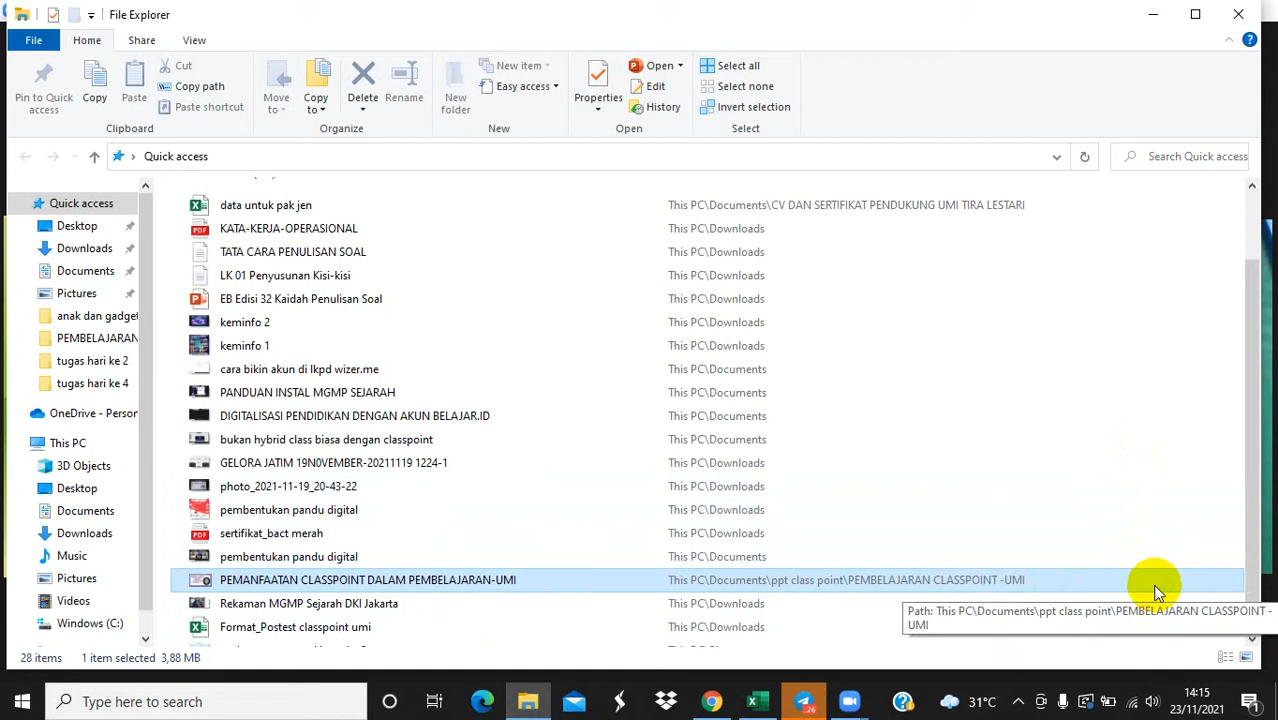 File Explorer
File Home Share View
Pin to Quick access
Copy
Paste
Cut
Copy path
Paste shortcut
Clipboard
Move to
Copy to
Delete
Rename
Organize
New folder
New item
Easy access
New
Properties
Open
Edit
History
Open
Select all
Select none
Invert selection
Select
Quick access
Search Quick access
Quick access
Desktop
Downloads
Documents
Pictures
anak dan gadget
PEMBELAJARAN
tugas hari ke 2
tugas hari ke 4
OneDrive - Person
This PC
3D Objects
Desktop
Documents
Downloads
Music
Pictures
Videos
Windows (C:)
data untuk pak jen This PC\Documents\CV DAN SERTIFIKAT PENDUKUNG UMI TIRA LESTARI
KATA-KERJA-OPERASIONAL This PC\Downloads
TATA CARA PENULISAN SOAL This PC\Downloads
LK 01 Penyusunan Kisi-kisi This PC\Downloads
EB Edisi 32 Kaidah Penulisan Soal This PC\Downloads
keminfo 2 This PC\Downloads
keminfo 1 This PC\Downloads
cara bikin akun di lkpd wizer.me This PC\Documents
PANDUAN INSTAL MGMP SEJARAH This PC\Documents
DIGITALISASI PENDIDIKAN DENGAN AKUN BELAJAR.ID This PC\Documents
bukan hybrid class biasa dengan classpoint This PC\Documents
GELORA JATIM 19N0VEMBER-20211119 1224-1 This PC\Downloads
photo_2021-11-19_20-43-22 This PC\Downloads
pembentukan pandu digital This PC\Downloads
sertifikat_bact merah This PC\Downloads
pembentukan pandu digital This PC\Documents
PEMANFAATAN CLASSPOINT DALAM PEMBELAJARAN-UMI This PC\Documents\ppt class point\PEMBELAJARAN CLASSPOINT -UMI
Rekaman MGMP Sejarah DKI Jakarta This PC\Downloads
Format_Postest classpoint umi This PC\Downloads
Path: This PC\Documents\ppt class point\PEMBELAJARAN CLASSPOINT -
UMI
28 items 1 item selected 3,88 MB
Type here to search
26
31°C
14:15
23/11/2021
1